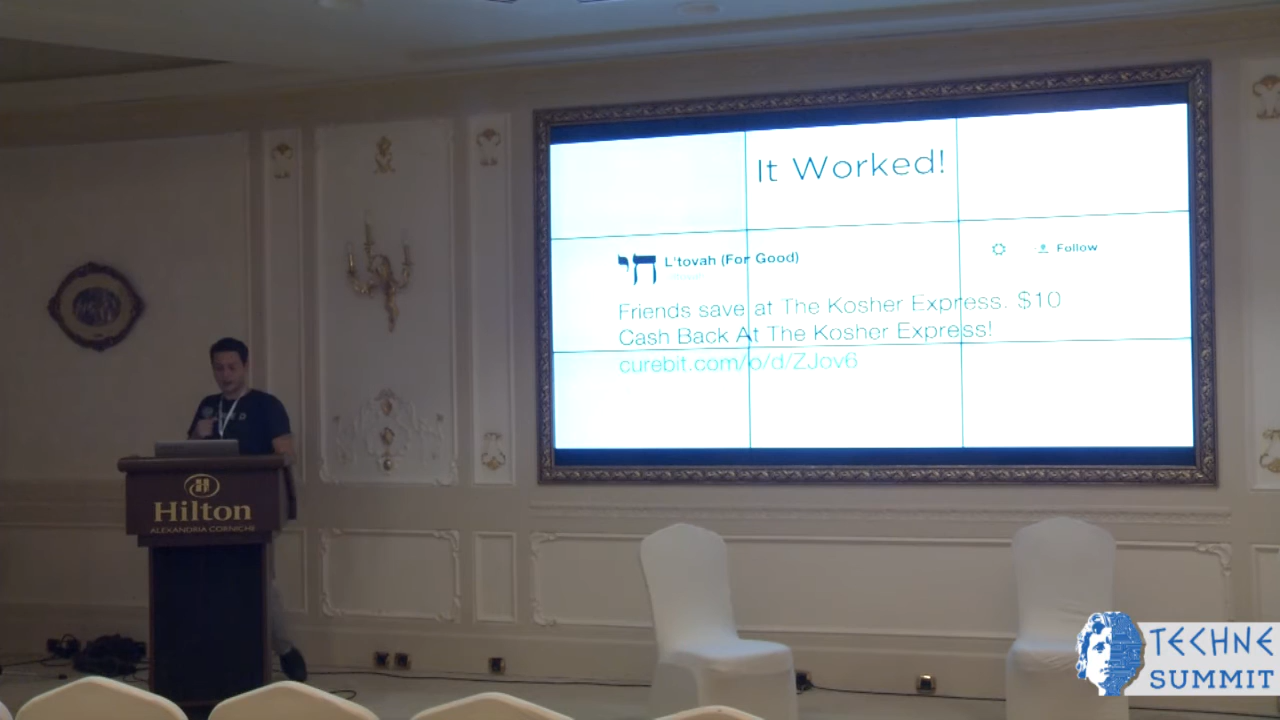 It Worked!
יחי
L'tovah (For Good)
Follow
Friends save at The Kosher Express. $10
Cash Back At The Kosher Express!
curebit.com/o/d/ZJov6
Hilton
ALEXANDRIA CORNICHE
TECHNE
SUMMIT